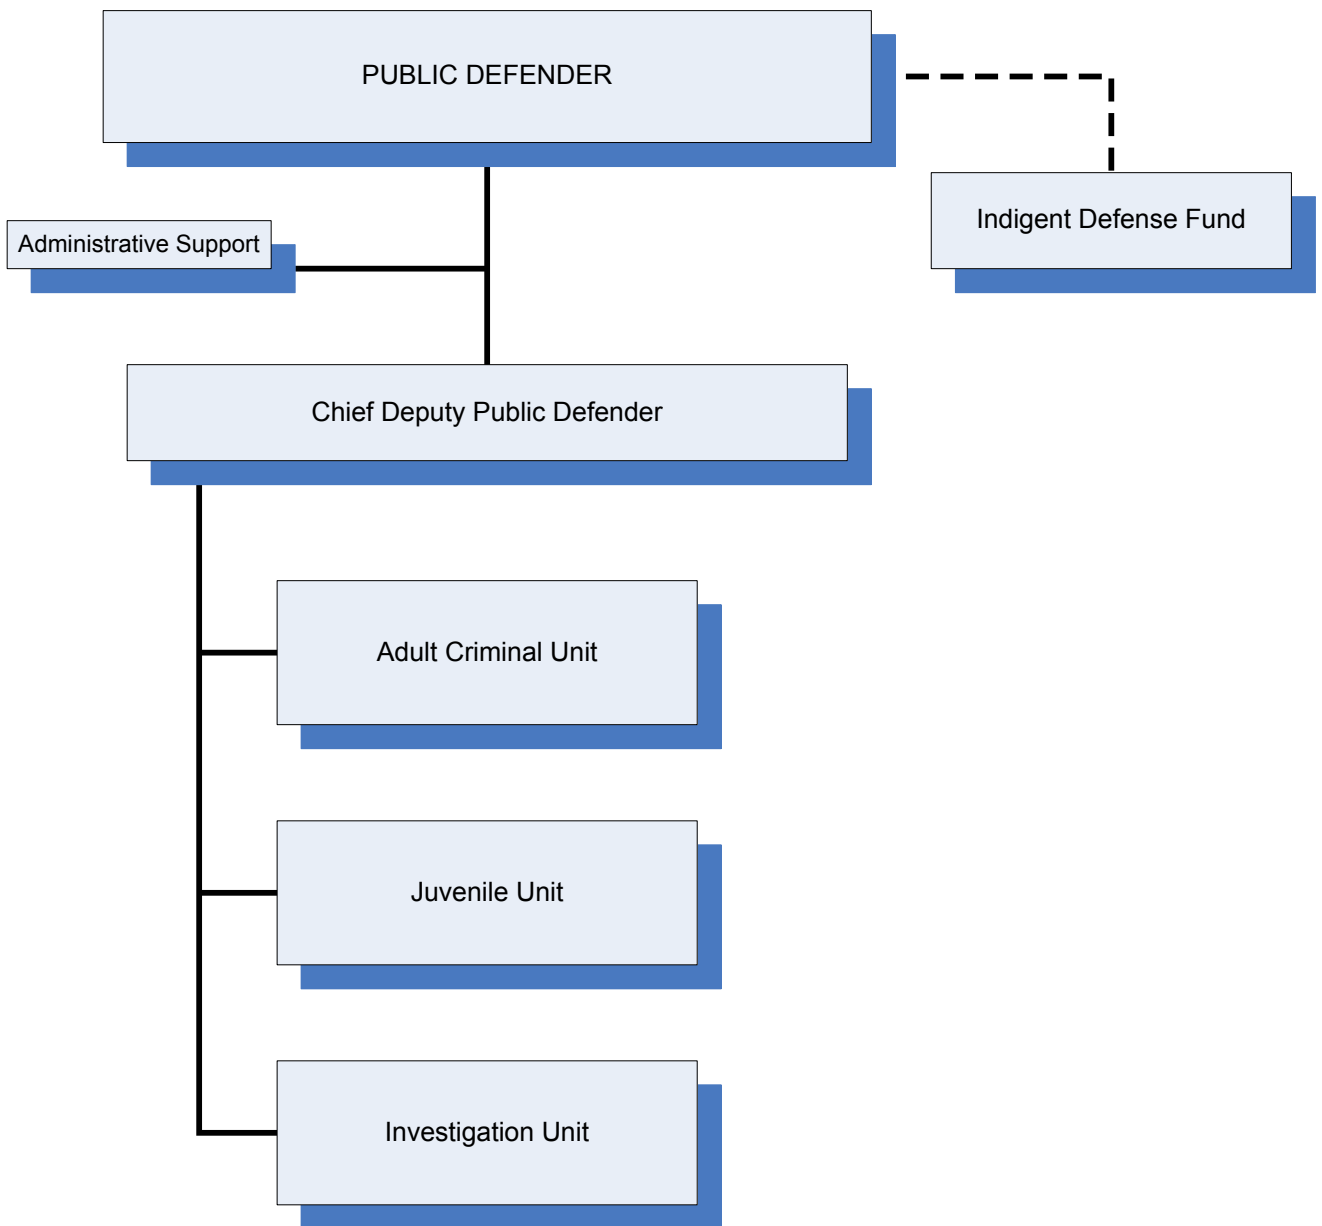 PUBLIC DEFENDER
Indigent Defense Fund
Administrative Support
Chief Deputy Public Defender
Adult Criminal Unit
Juvenile Unit
Investigation Unit